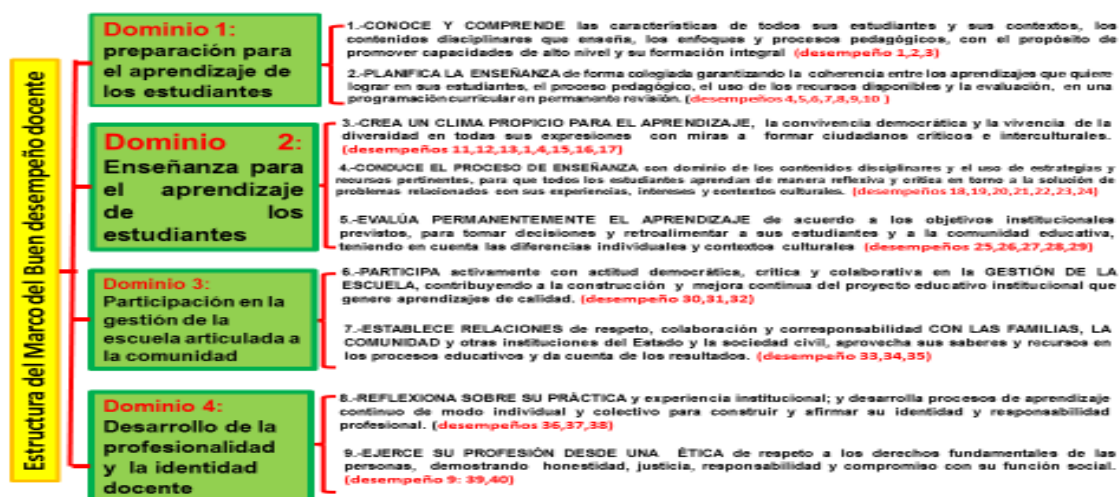 Estructura del Marco del Buen desempeño docente
Dominio 1:
preparación para
el aprendizaje de
los estudiantes
1.-CONOCE Y COMPRENDE las características de todos sus estudiantes y sus contextos, los
contenidos disciplinares que enseña, los enfoques y procesos pedagógicos, con el propósito de
promover capacidades de alto nivel y su formación integral (desempeño 1,2,3)
2.-PLANIFICA LA ENSEÑANZA de forma colegiada garantizando la coherencia entre los aprendizajes que quiere
lograr en sus estudiantes, el proceso pedagógico, el uso de los recursos disponibles y la evaluación, en una
programación curricular en permanente revisión. (desempeños 4,5,6,7,8,9,10 )
Dominio 2:
Enseñanza para
el aprendizaje
de los
estudiantes
3.-CREA UN CLIMA PROPICIO PARA EL APRENDIZAJE, la convivencia democrática y la vivencia de la
diversidad en todas sus expresiones con miras a formar ciudadanos críticos e interculturales.
(desempeños 11,12,13,1,4,15,16,17)
4.-CONDUCE EL PROCESO DE ENSEÑANZA con dominio de los contenidos disciplinares y el uso de estrategias y
recursos pertinentes, para que todos los estudiantes aprendan de manera reflexiva y crítica en torno a la solución de
problemas relacionados con sus experiencias, intereses y contextos culturales. (desempeños 18,19,20,21,22,23,24)
5.-EVALÚA PERMANENTEMENTE EL APRENDIZAJE de acuerdo a los objetivos institucionales
previstos, para tomar decisiones y retroalimentar a sus estudiantes y a la comunidad educativa,
teniendo en cuenta las diferencias individuales y contextos culturales (desempeños 25,26,27,28,29)
Dominio 3:
Participación en la
gestión de la
escuela articulada a
la comunidad
6.-PARTICIPA activamente con actitud democrática, crítica y colaborativa en la GESTIÓN DE LA
ESCUELA, contribuyendo a la construcción y mejora continua del proyecto educativo institucional que
genere aprendizajes de calidad. (desempeño 30,31,32)
7.-ESTABLECE RELACIONES de respeto, colaboración y corresponsabilidad CON LAS FAMILIAS, LA
COMUNIDAD y otras instituciones del Estado y la sociedad civil, aprovecha sus saberes y recursos en
los procesos educativos y da cuenta de los resultados. (desempeño 33,34,35)
Dominio 4:
Desarrollo de la
profesionalidad
y la identidad
docente
8.-REFLEXIONA SOBRE SU PRÁCTICA y experiencia institucional; y desarrolla procesos de aprendizaje
continuo de modo individual y colectivo para construir y afirmar su identidad y responsabilidad
profesional. (desempeños 36,37,38)
9.-EJERCE SU PROFESIÓN DESDE UNA ÉTICA de respeto a los derechos fundamentales de las
personas, demostrando honestidad, justicia, responsabilidad y compromiso con su función social.
(desempeño 9: 39,40)